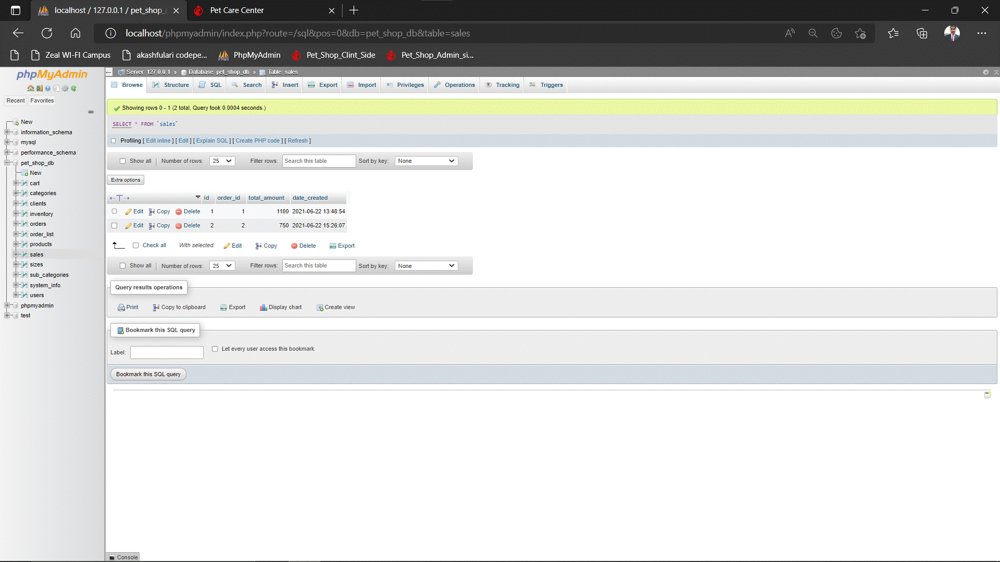 localhost / 127.0.0.1 / pet_shop_
Pet Care Center
localhost/phpmyadmin/index.php?route=/sql&pos=0&db=pet_shop_db&table=sales
Zeal WI-FI Campus
akashfulari codepe...
PhpMyAdmin
Pet_Shop_Clint_Side
Pet_Shop_Admin_si...
phpMyAdmin
Recent Favorites
New
information_schema
mysql
performance_schema
pet_shop_db
New
cart
categories
clients
inventory
orders
order_list
products
sales
sizes
sub_categories
system_info
users
phpmyadmin
test
Server: 127.0.0.1 » Database: pet_shop_db » Table: sales
Browse Structure SQL Search Insert Export Import Privileges Operations Tracking Triggers
Showing rows 0 - 1 (2 total, Query took 0.0004 seconds.)
SELECT * FROM `sales`
Profiling [ Edit inline ] [ Edit ] [ Explain SQL ] [ Create PHP code ] [ Refresh ]
Show all | Number of rows: 25 Filter rows: Search this table Sort by key: None
Extra options
id order_id total_amount date_created
Edit Copy Delete 1 1 1100 2021-06-22 13:48:54
Edit Copy Delete 2 2 750 2021-06-22 15:26:07
Check all With selected: Edit Copy Delete Export
Show all | Number of rows: 25 Filter rows: Search this table Sort by key: None
Query results operations
Print Copy to clipboard Export Display chart Create view
Bookmark this SQL query
Label: Let every user access this bookmark
Bookmark this SQL query
Console